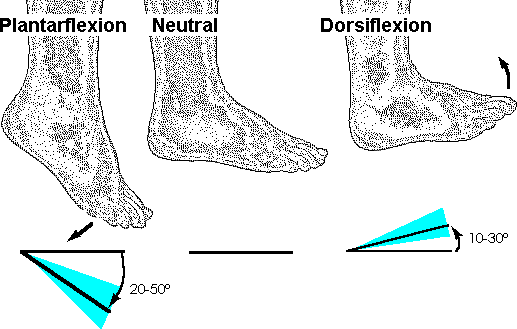 Plantarflexion
Neutral
Dorsiflexion
10-30º
20-50º